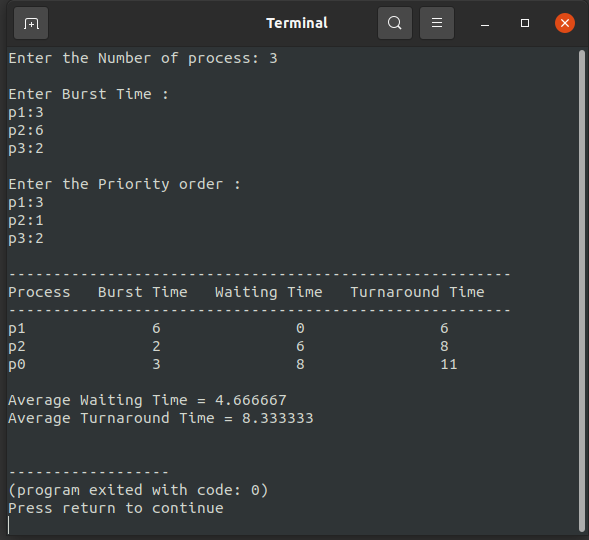 Terminal
Enter the Number of process: 3
Enter Burst Time :
p1:3
p2:6
p3:2
Enter the Priority order :
p1:3
p2:1
p3:2
--------------------------------------------------------
Process   Burst Time   Waiting Time   Turnaround Time
--------------------------------------------------------
p1              6               0               6
p2              2               6               8
p0              3               8               11
Average Waiting Time = 4.666667
Average Turnaround Time = 8.333333
------------------
(program exited with code: 0)
Press return to continue